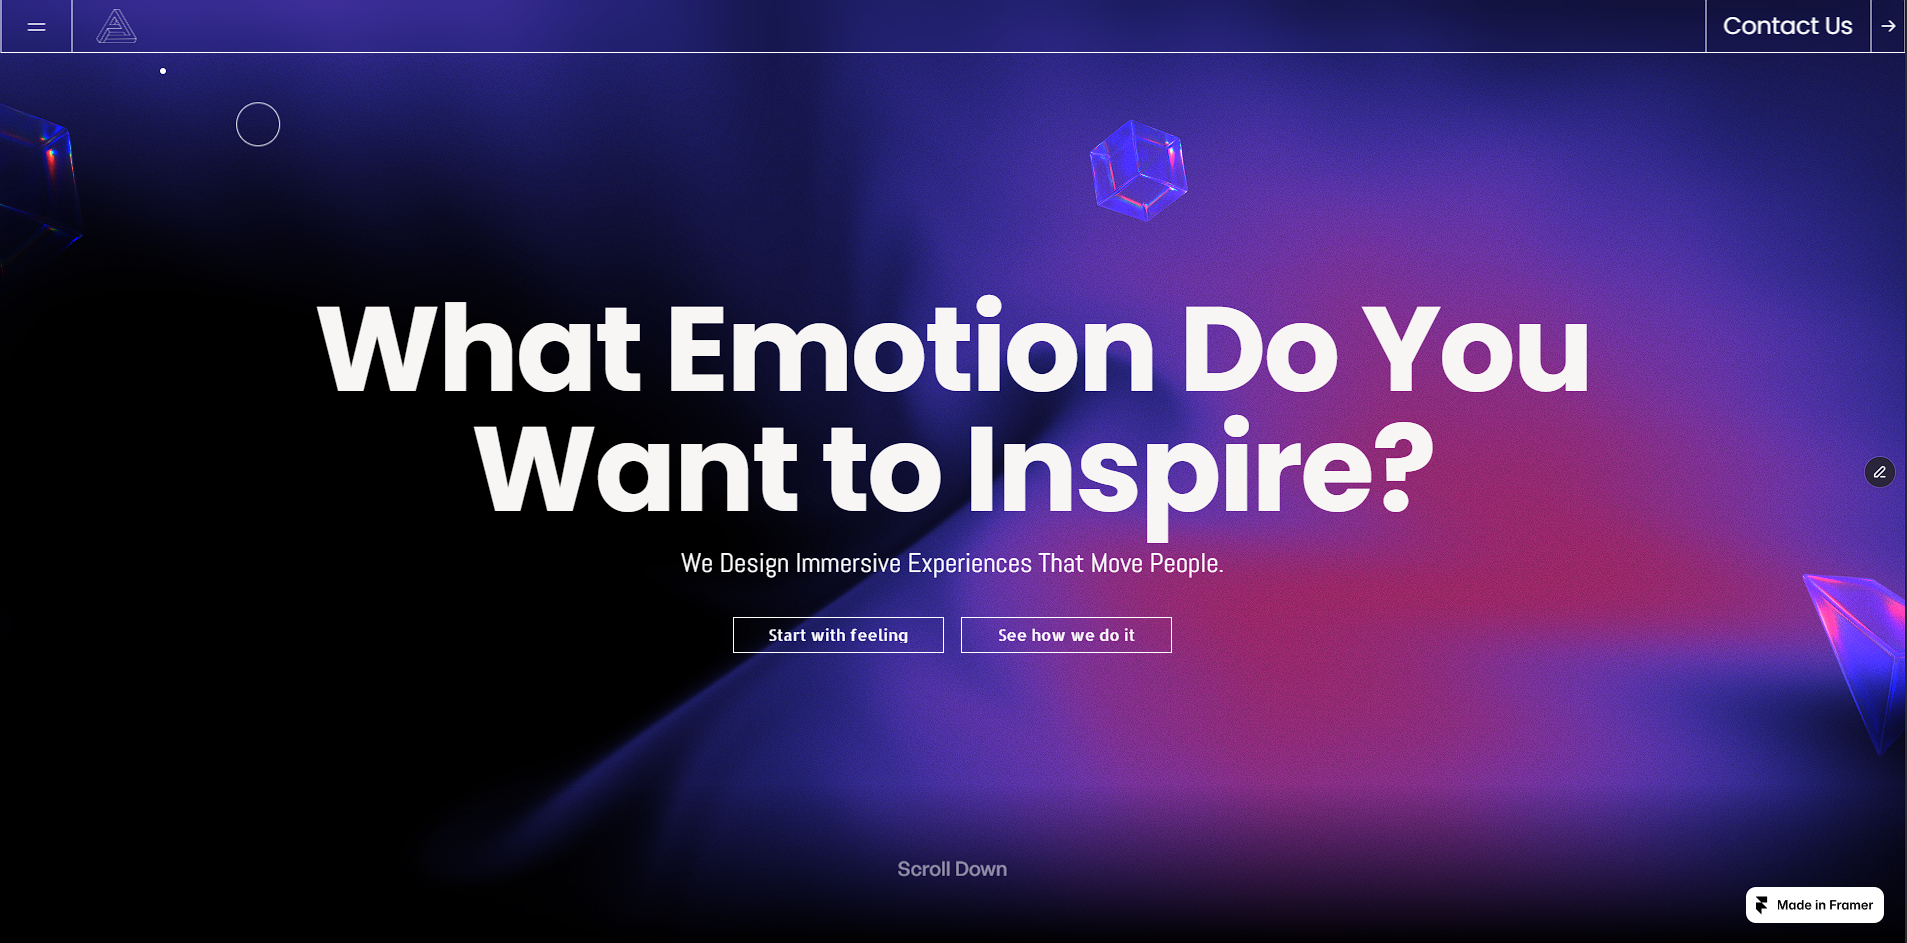 Contact Us
What Emotion Do You
Want to Inspire?
We Design Immersive Experiences That Move People.
Start with feeling
See how we do it
Scroll Down
Made in Framer